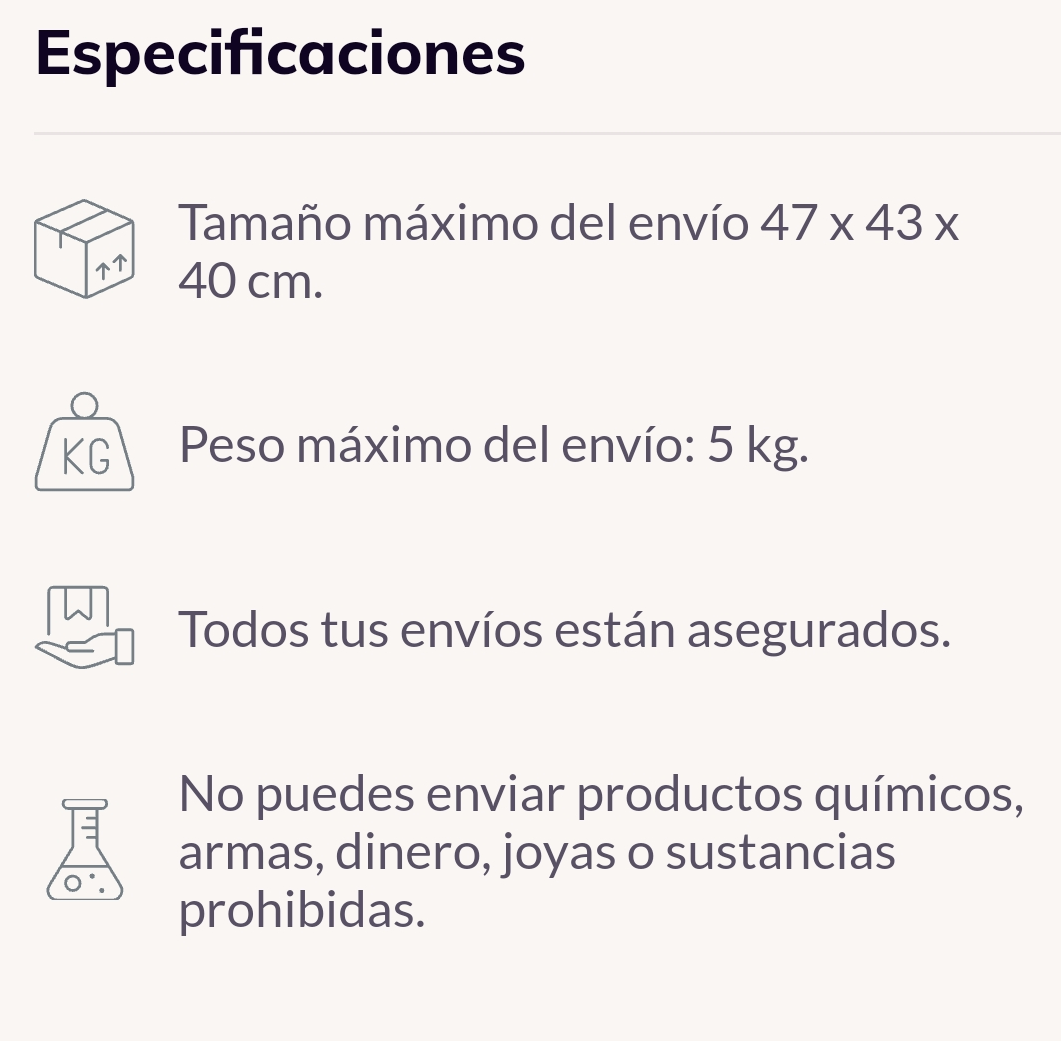 Especificaciones
Tamaño máximo del envío 47 x 43 x
40 cm.
KG
Peso máximo del envío: 5 kg.
Todos tus envíos están asegurados.
No puedes enviar productos químicos,
armas, dinero, joyas o sustancias
prohibidas.